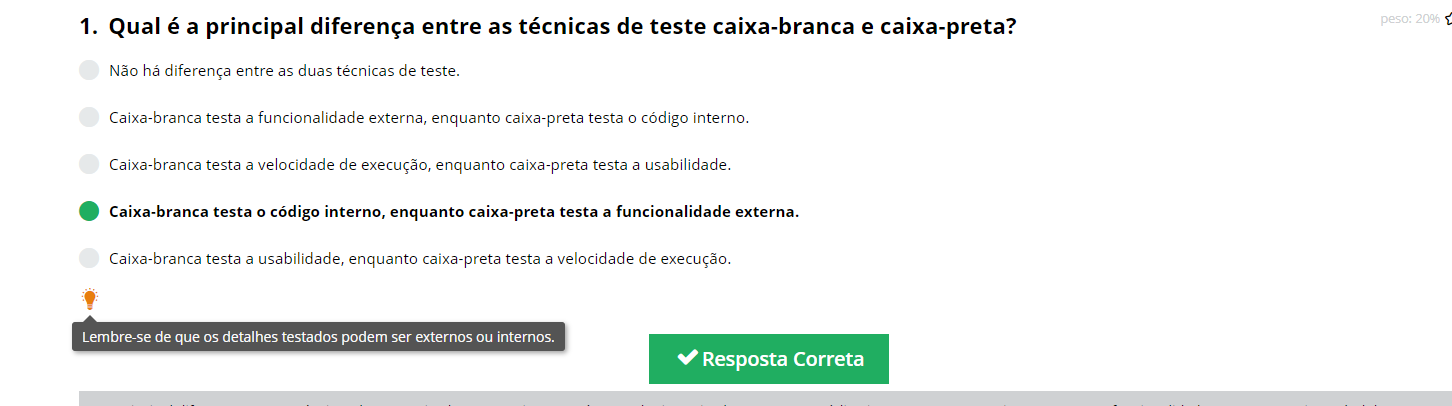 1. Qual é a principal diferença entre as técnicas de teste caixa-branca e caixa-preta?
peso: 20%
Não há diferença entre as duas técnicas de teste.
Caixa-branca testa a funcionalidade externa, enquanto caixa-preta testa o código interno.
Caixa-branca testa a velocidade de execução, enquanto caixa-preta testa a usabilidade.
Caixa-branca testa o código interno, enquanto caixa-preta testa a funcionalidade externa.
Caixa-branca testa a usabilidade, enquanto caixa-preta testa a velocidade de execução.
Lembre-se de que os detalhes testados podem ser externos ou internos.
Resposta Correta